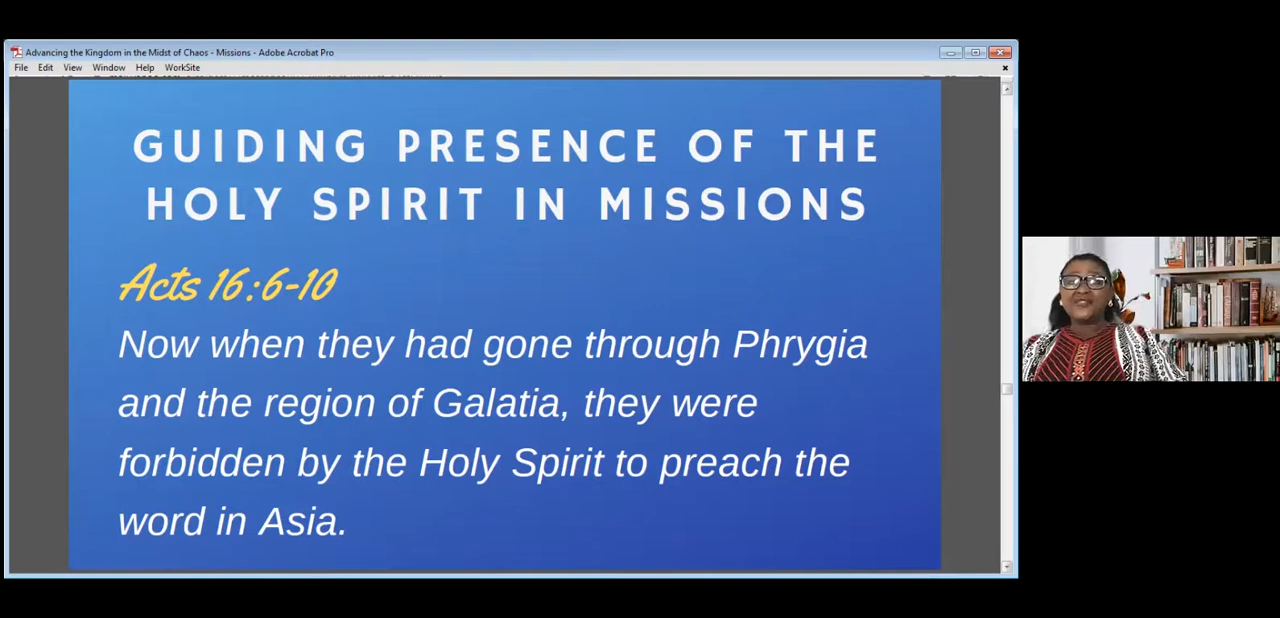 Advancing the Kingdom in the Midst of Chaos - Missions - Adobe Acrobat Pro
File Edit View Window Help WorkSite
GUIDING PRESENCE OF THE
HOLY SPIRIT IN MISSIONS
Acts 16:6-10
Now when they had gone through Phrygia
and the region of Galatia, they were
forbidden by the Holy Spirit to preach the
word in Asia.